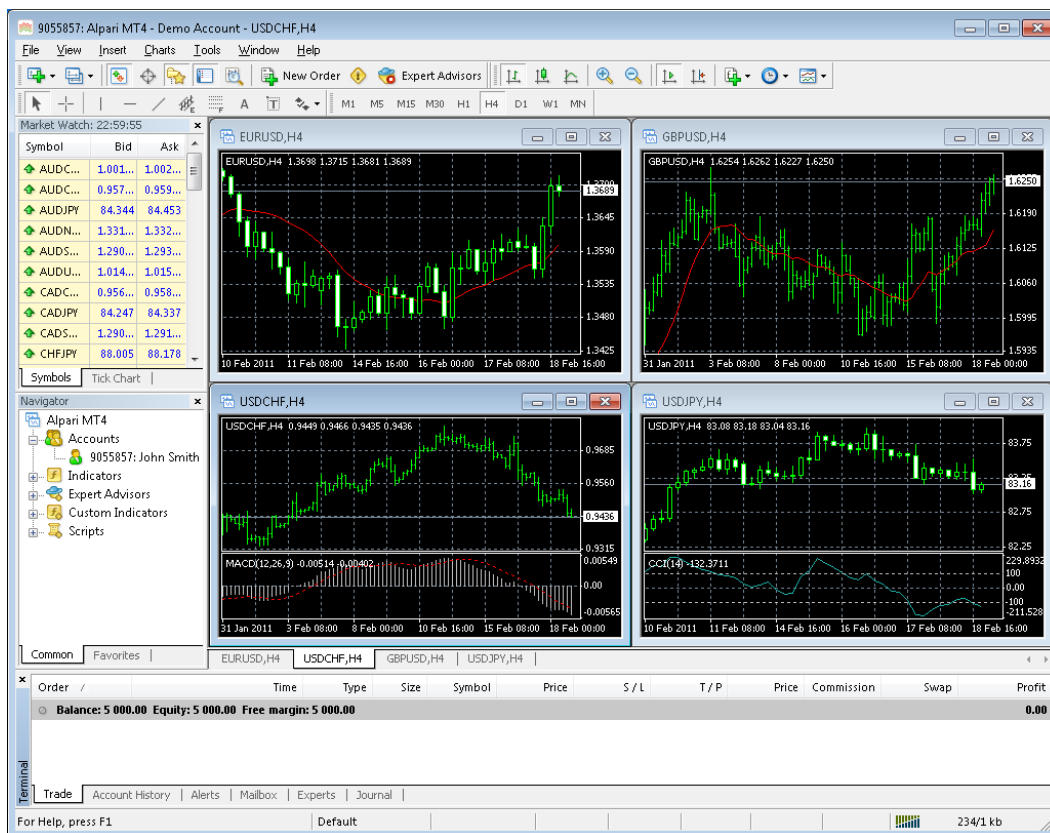 9055857: Alpari MT4 - Demo Account - USDCHF,H4
File View Insert Charts Tools Window Help
New Order Expert Advisors
A T M1 M5 M15 M30 H1 H4 D1 W1 MN
Market Watch: 22:59:55
Symbol Bid Ask
AUDC... 1.001... 1.002...
AUDC... 0.957... 0.959...
AUDJPY 84.344 84.453
AUDN... 1.331... 1.332...
AUDS... 1.290... 1.293...
AUDU... 1.014... 1.015...
CADC... 0.956... 0.958...
CADJPY 84.247 84.337
CADS... 1.290... 1.291...
CHFJPY 88.005 88.178
Symbols Tick Chart
Navigator
Alpari MT4
Accounts
9055857: John Smith
Indicators
Expert Advisors
Custom Indicators
Scripts
Common Favorites
EURUSD,H4
EURUSD,H4 1.3698 1.3715 1.3681 1.3689
1.3689
1.3645
1.3590
1.3535
1.3480
1.3425
10 Feb 2011 11 Feb 08:00 14 Feb 16:00 16 Feb 00:00 17 Feb 08:00 18 Feb 16:00
GBPUSD,H4
GBPUSD,H4 1.6254 1.6262 1.6227 1.6250
1.6250
1.6190
1.6125
1.6060
1.5995
1.5935
31 Jan 2011 3 Feb 08:00 8 Feb 00:00 10 Feb 16:00 15 Feb 08:00 18 Feb 00:00
USDCHF,H4
USDCHF,H4 0.9449 0.9466 0.9435 0.9436
0.9685
0.9560
0.9436
0.9315
MACD(12,26,9) -0.00514 -0.00402
0.00549
0.00
-0.00565
31 Jan 2011 3 Feb 08:00 8 Feb 00:00 10 Feb 16:00 15 Feb 08:00 18 Feb 00:00
USDJPY,H4
USDJPY,H4 83.08 83.18 83.04 83.16
83.75
83.16
82.75
82.25
CCI(14) -132.3711
229.8932
100
0.00
-100
-211.528
10 Feb 2011 11 Feb 08:00 14 Feb 16:00 16 Feb 00:00 17 Feb 08:00 18 Feb 16:00
EURUSD,H4 USDCHF,H4 GBPUSD,H4 USDJPY,H4
Order / Time Type Size Symbol Price S / L T / P Price Commission Swap Profit
Balance: 5 000.00 Equity: 5 000.00 Free margin: 5 000.00 0.00
Terminal
Trade Account History Alerts Mailbox Experts Journal
For Help, press F1 Default 234/1 kb